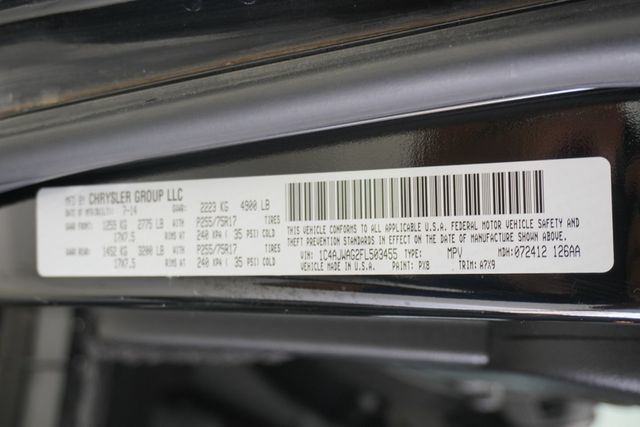 MFD BY CHRYSLER GROUP LLC
DATE OF MFR(BUILT): 7-14 GVWR: 2223 KG 4900 LB
GAWR FRONT: 1255 KG 2775 LB P255/75R17 TIRES
17X7.5 RIMS AT 240 KPA ( 35 PSI COLD)
GAWR REAR: 1452 KG 3200 LB P255/75R17 TIRES
17X7.5 RIMS AT 240 KPA ( 35 PSI COLD)
THIS VEHICLE CONFORMS TO ALL APPLICABLE U.S.A. FEDERAL MOTOR VEHICLE SAFETY AND
THEFT PREVENTION STANDARDS IN EFFECT ON THE DATE OF MANUFACTURE SHOWN ABOVE.
VIN: 1C4AJWAG2FL503455 TYPE: MPV MDH: 072412 126AA
VEHICLE MADE IN U.S.A. PAINT: PX8 TRIM: A7X9